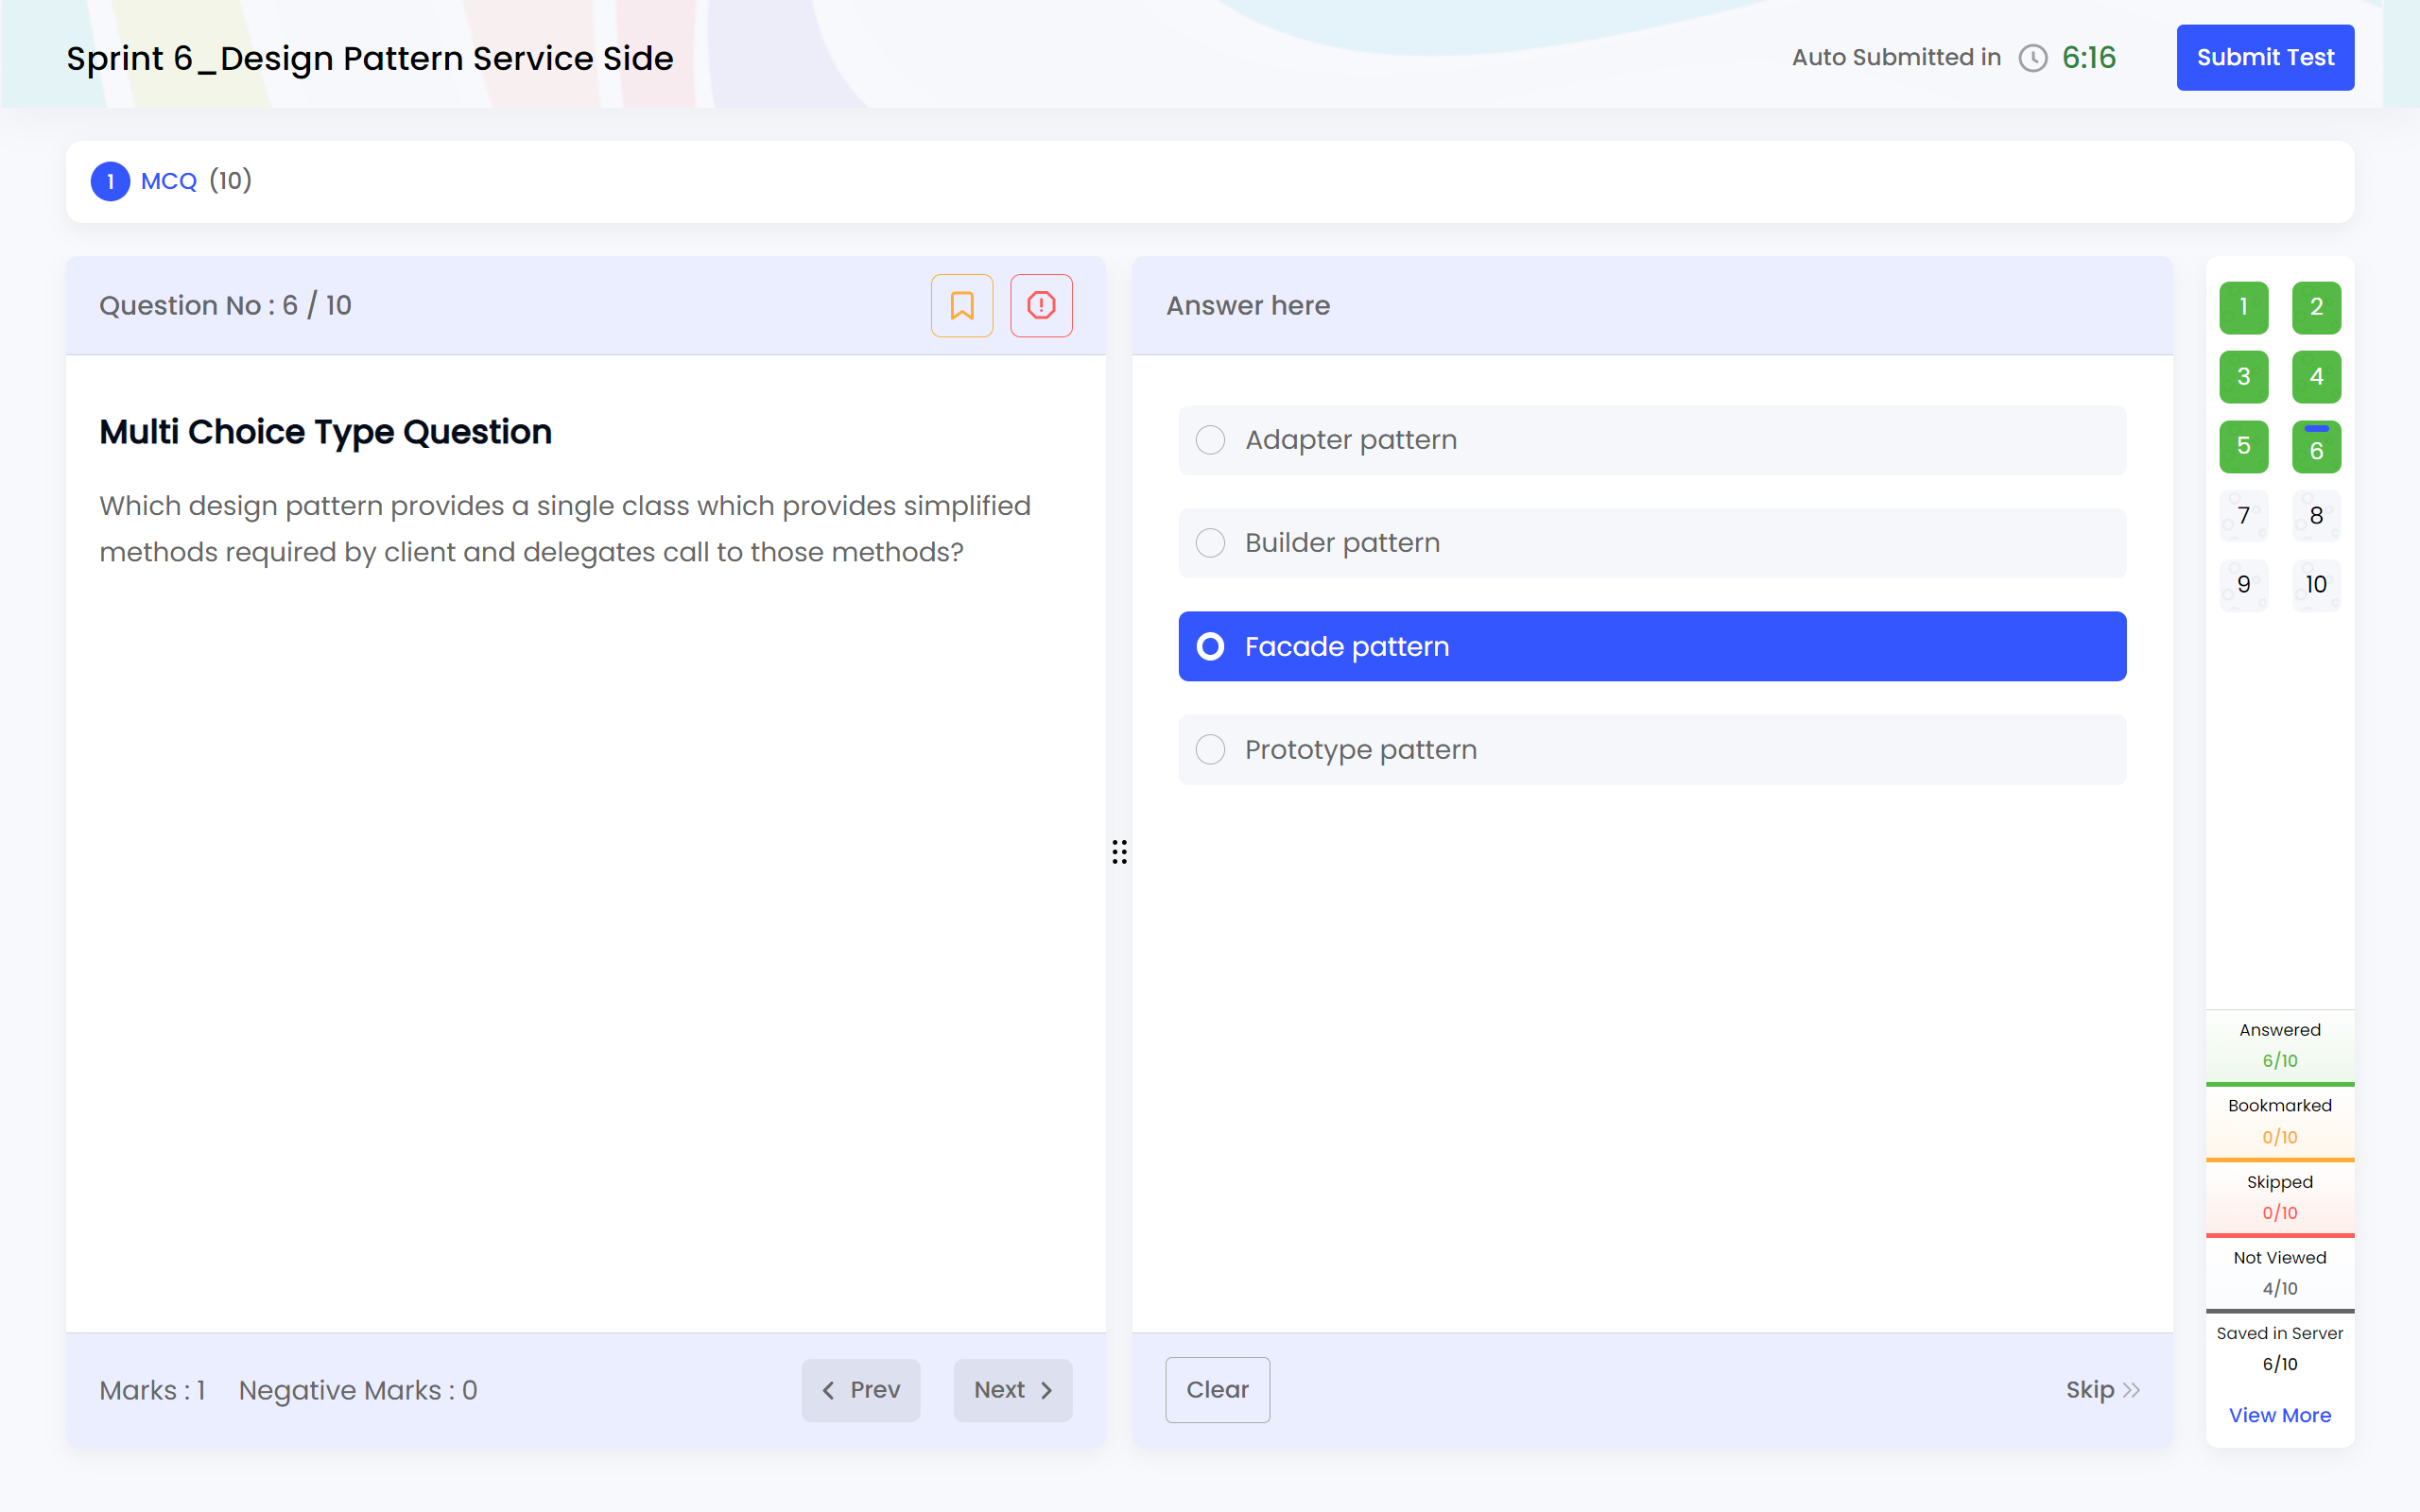 Sprint 6_Design Pattern Service Side
Auto Submitted in 6:16
Submit Test
1 MCQ (10)
Question No : 6 / 10
Multi Choice Type Question
Which design pattern provides a single class which provides simplified
methods required by client and delegates call to those methods?
Marks : 1 Negative Marks : 0
Prev
Next
Answer here
Adapter pattern
Builder pattern
Facade pattern
Prototype pattern
Clear
Skip
1 2
3 4
5 6
7 8
9 10
Answered
6/10
Bookmarked
0/10
Skipped
0/10
Not Viewed
4/10
Saved in Server
6/10
View More